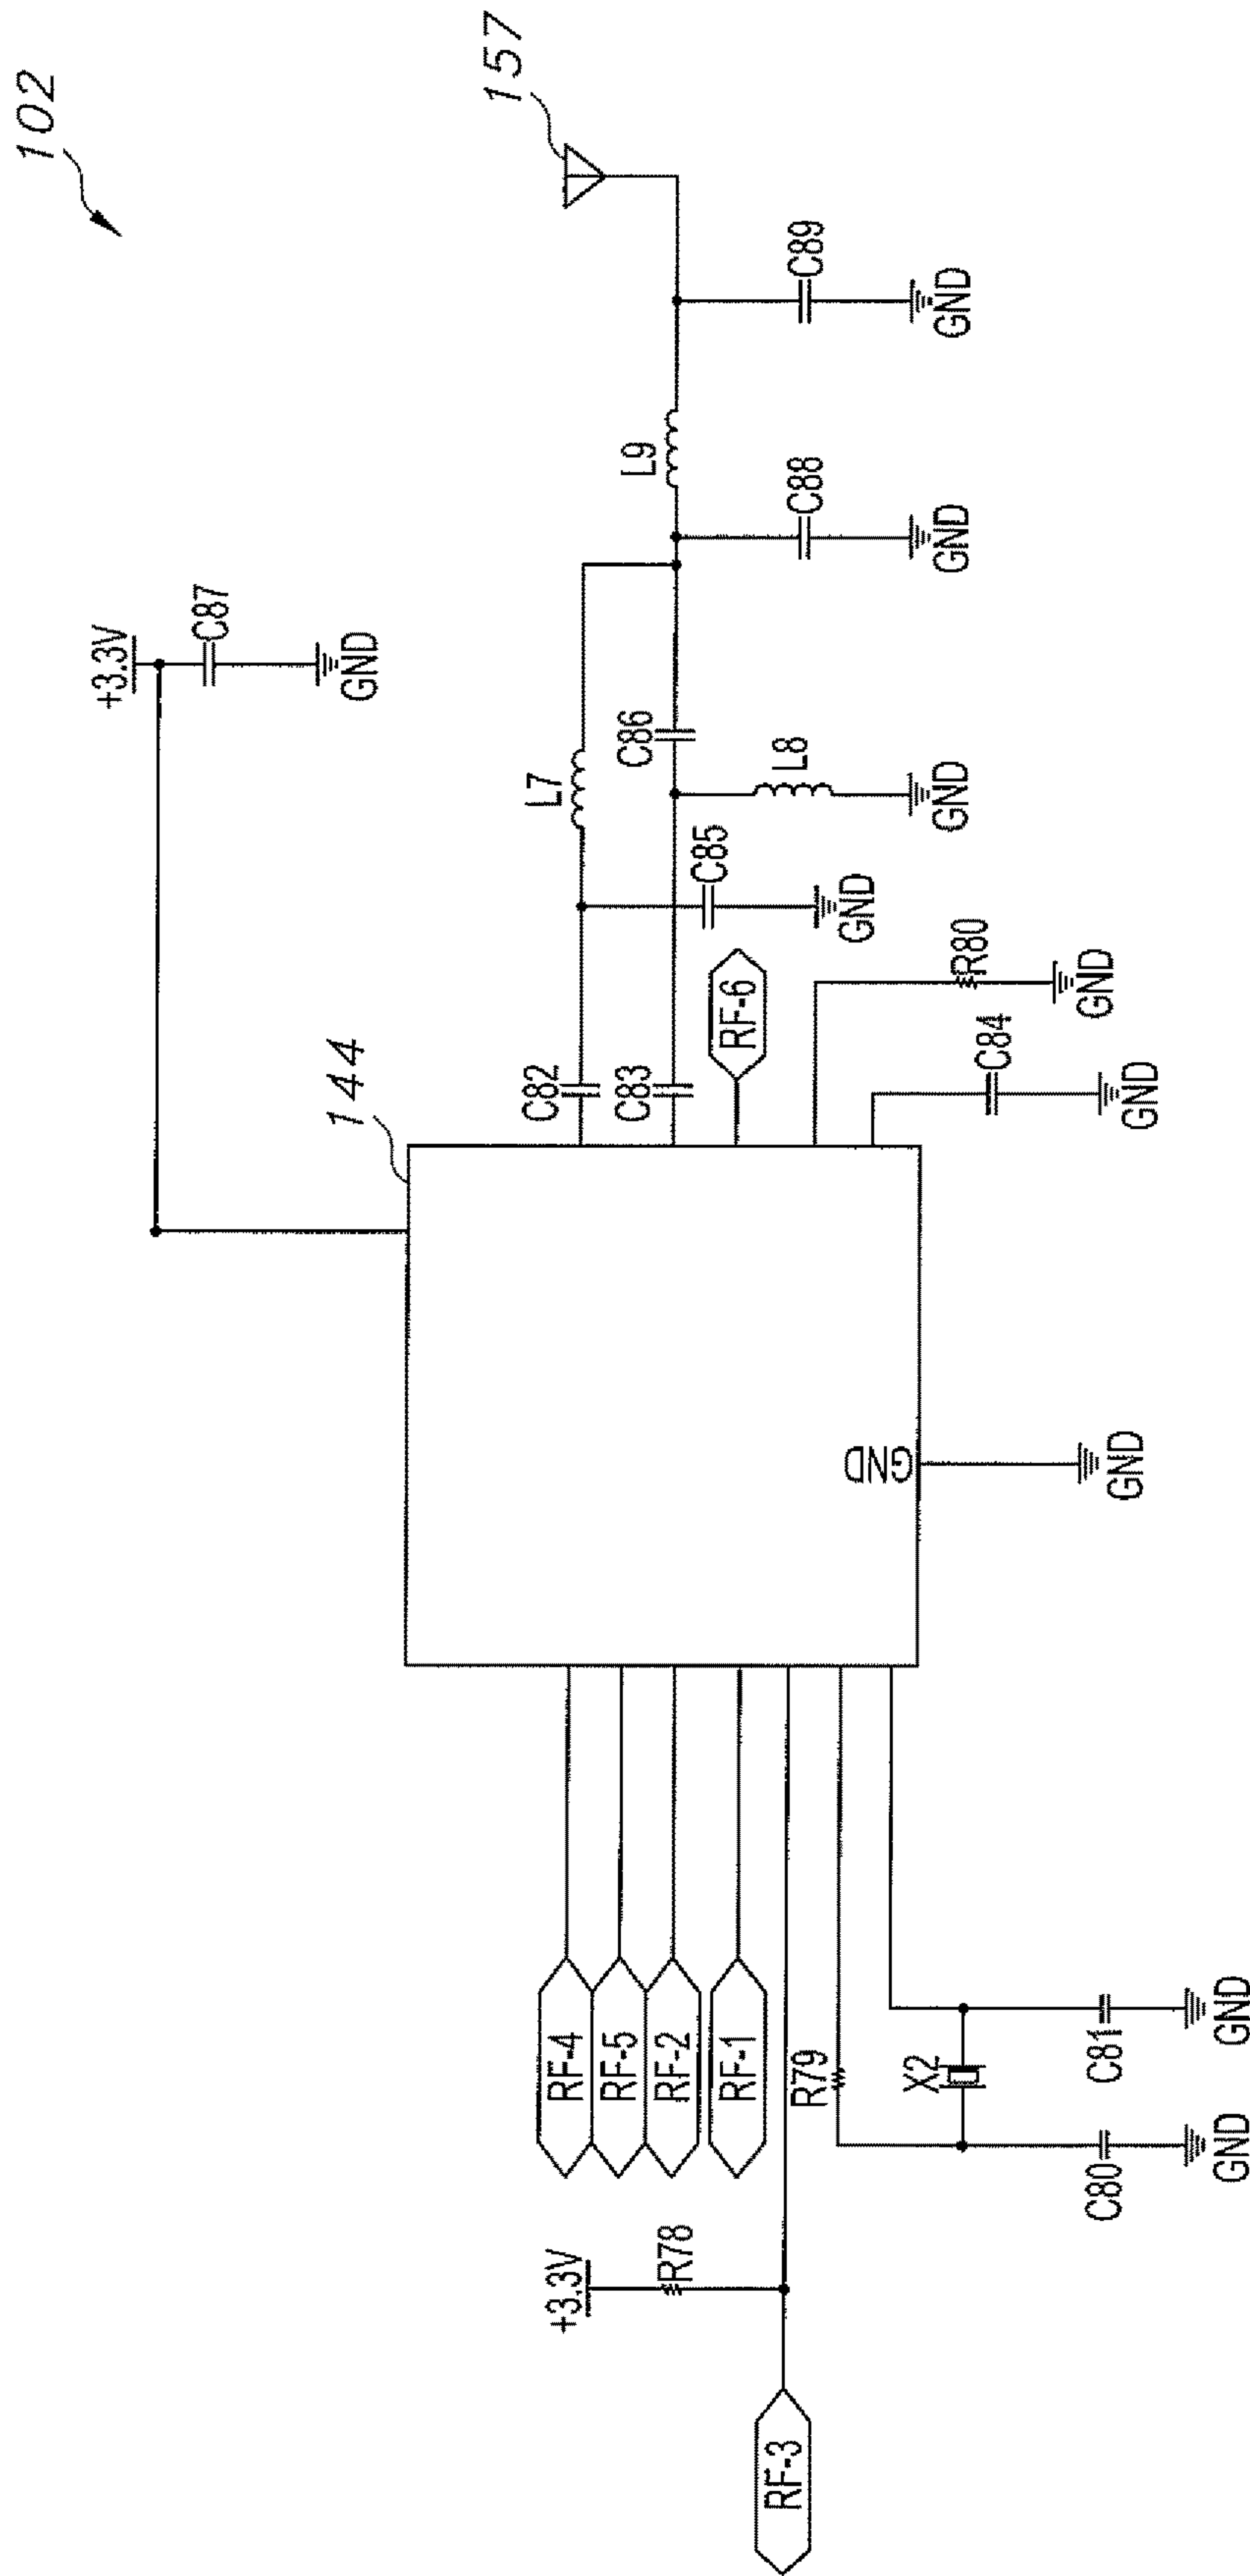 102
157
144
+3.3V
C87
GND
L7
L9
C89
GND
C88
GND
C86
L8
GND
C85
GND
C82
C83
RF-6
R80
GND
C84
GND
GND
GND
RF-4
RF-5
RF-2
RF-1
+3.3V
R78
RF-3
R79
X2
C80
GND
C81
GND